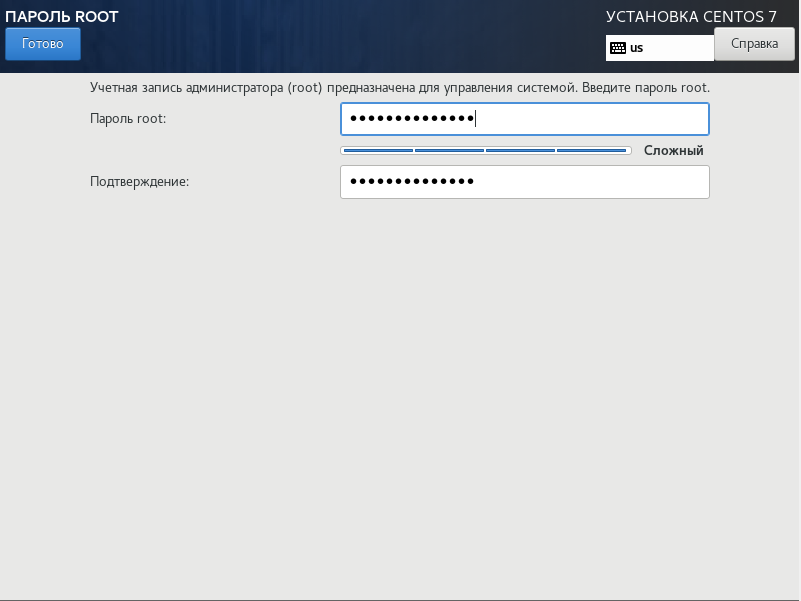 ПАРОЛЬ ROOT
УСТАНОВКА CENTOS 7
Готово
us
Справка
Учетная запись администратора (root) предназначена для управления системой. Введите пароль root.
Пароль root:
••••••••••••••
Сложный
Подтверждение:
••••••••••••••